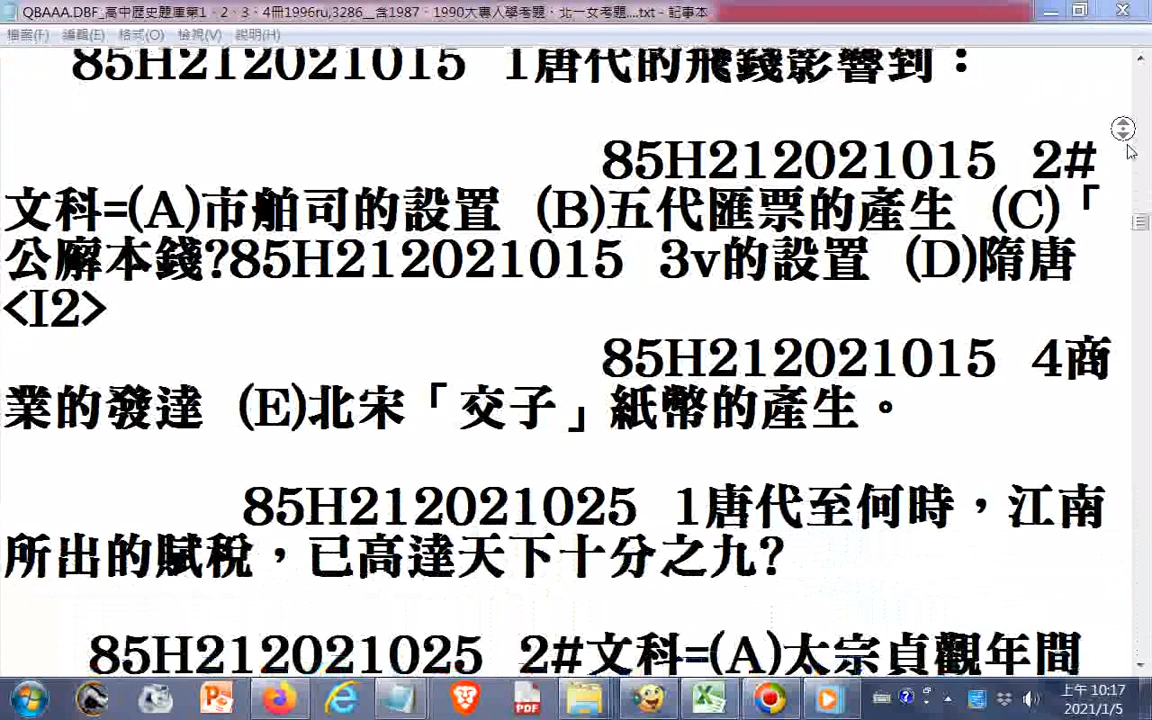 QBAAA.DBF_高中歷史題庫第1、2、3、4冊1996ru,3286__含1987、1990大專人學考題、北一女考題....txt - 記事本
檔案(F) 編輯(E) 格式(O) 檢視(V) 說明(H)
85H212021015 1唐代的飛錢影響到：
85H212021015 2#
文科=(A)市舶司的設置 (B)五代匯票的產生 (C)「
公廨本錢?85H212021015 3v的設置 (D)隋唐
<I2>
85H212021015 4商
業的發達 (E)北宋「交子」紙幣的產生。
85H212021025 1唐代至何時，江南
所出的賦稅，已高達天下十分之九?
85H212021025 2#文科=(A)太宗貞觀年間
上午 10:17
2021/1/5